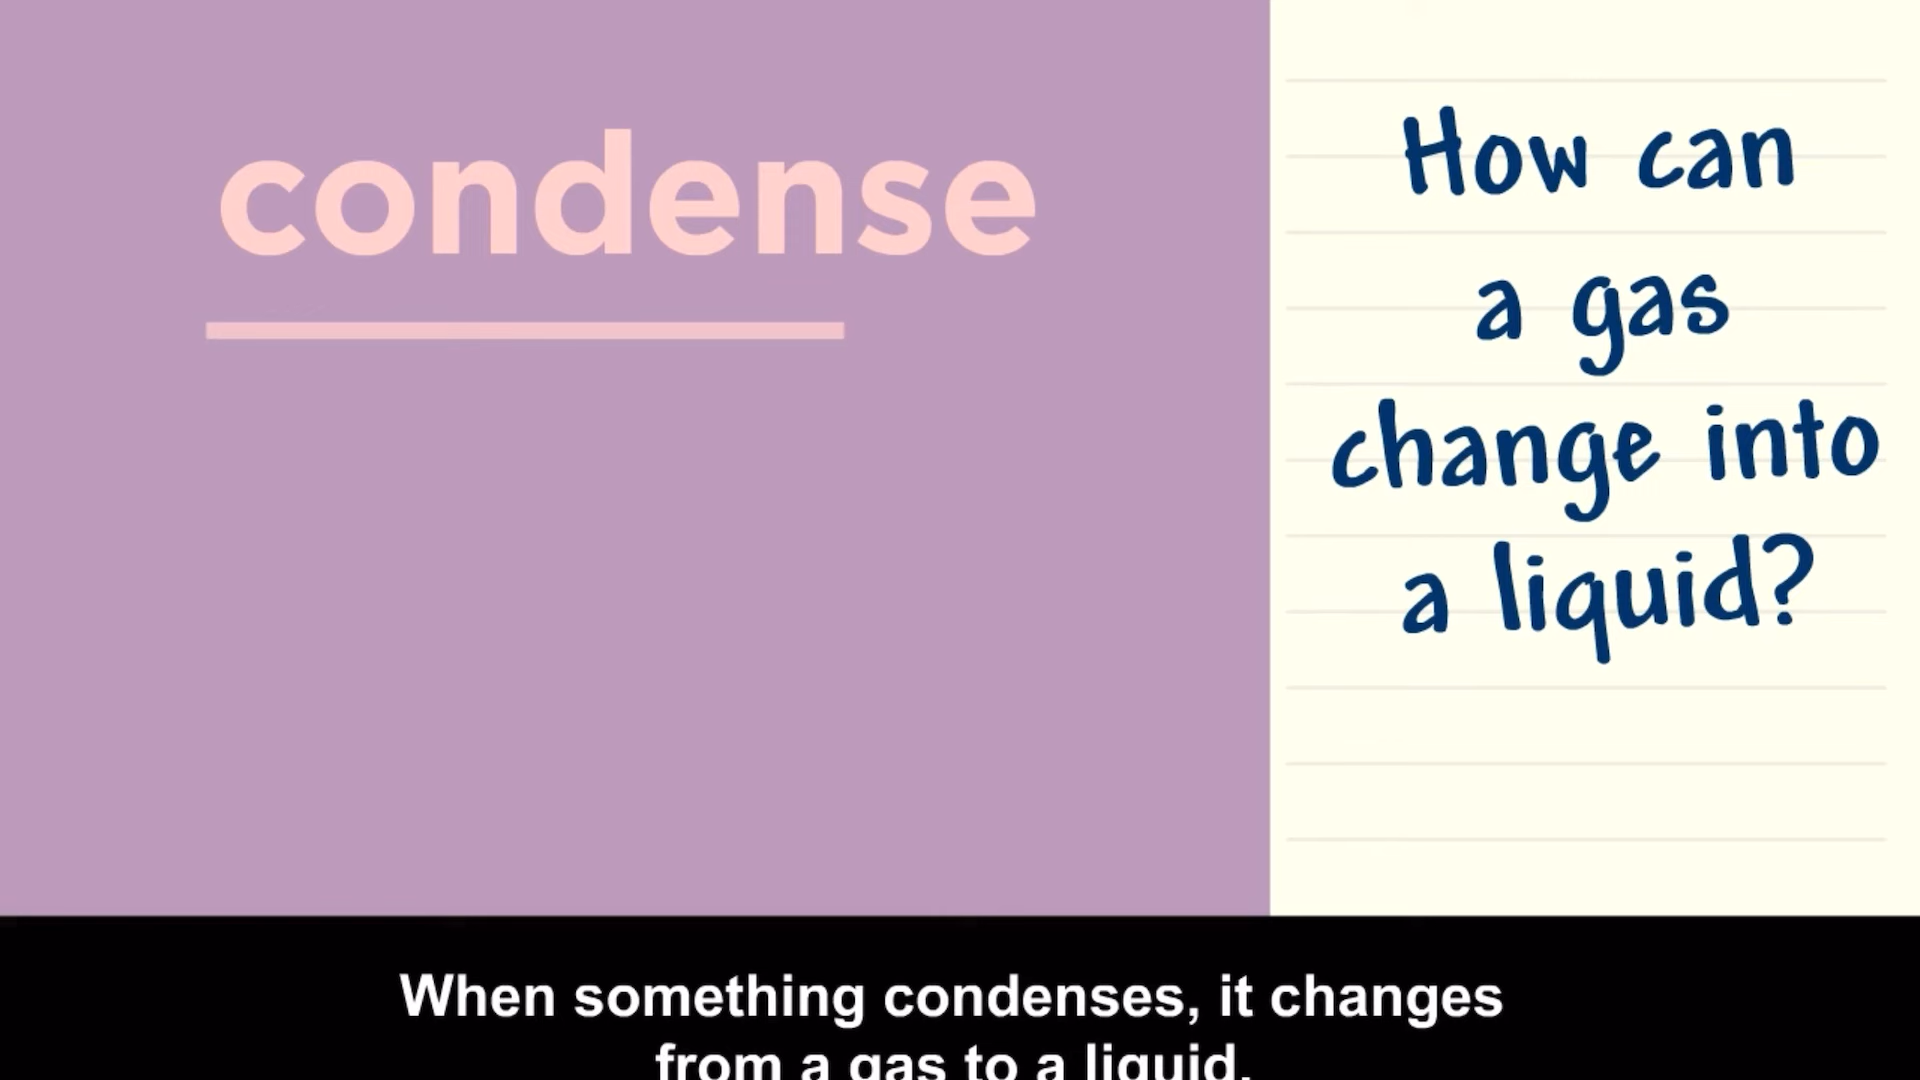 condense
How can
a gas
change into
a liquid?
When something condenses, it changes
from a gas to a liquid.